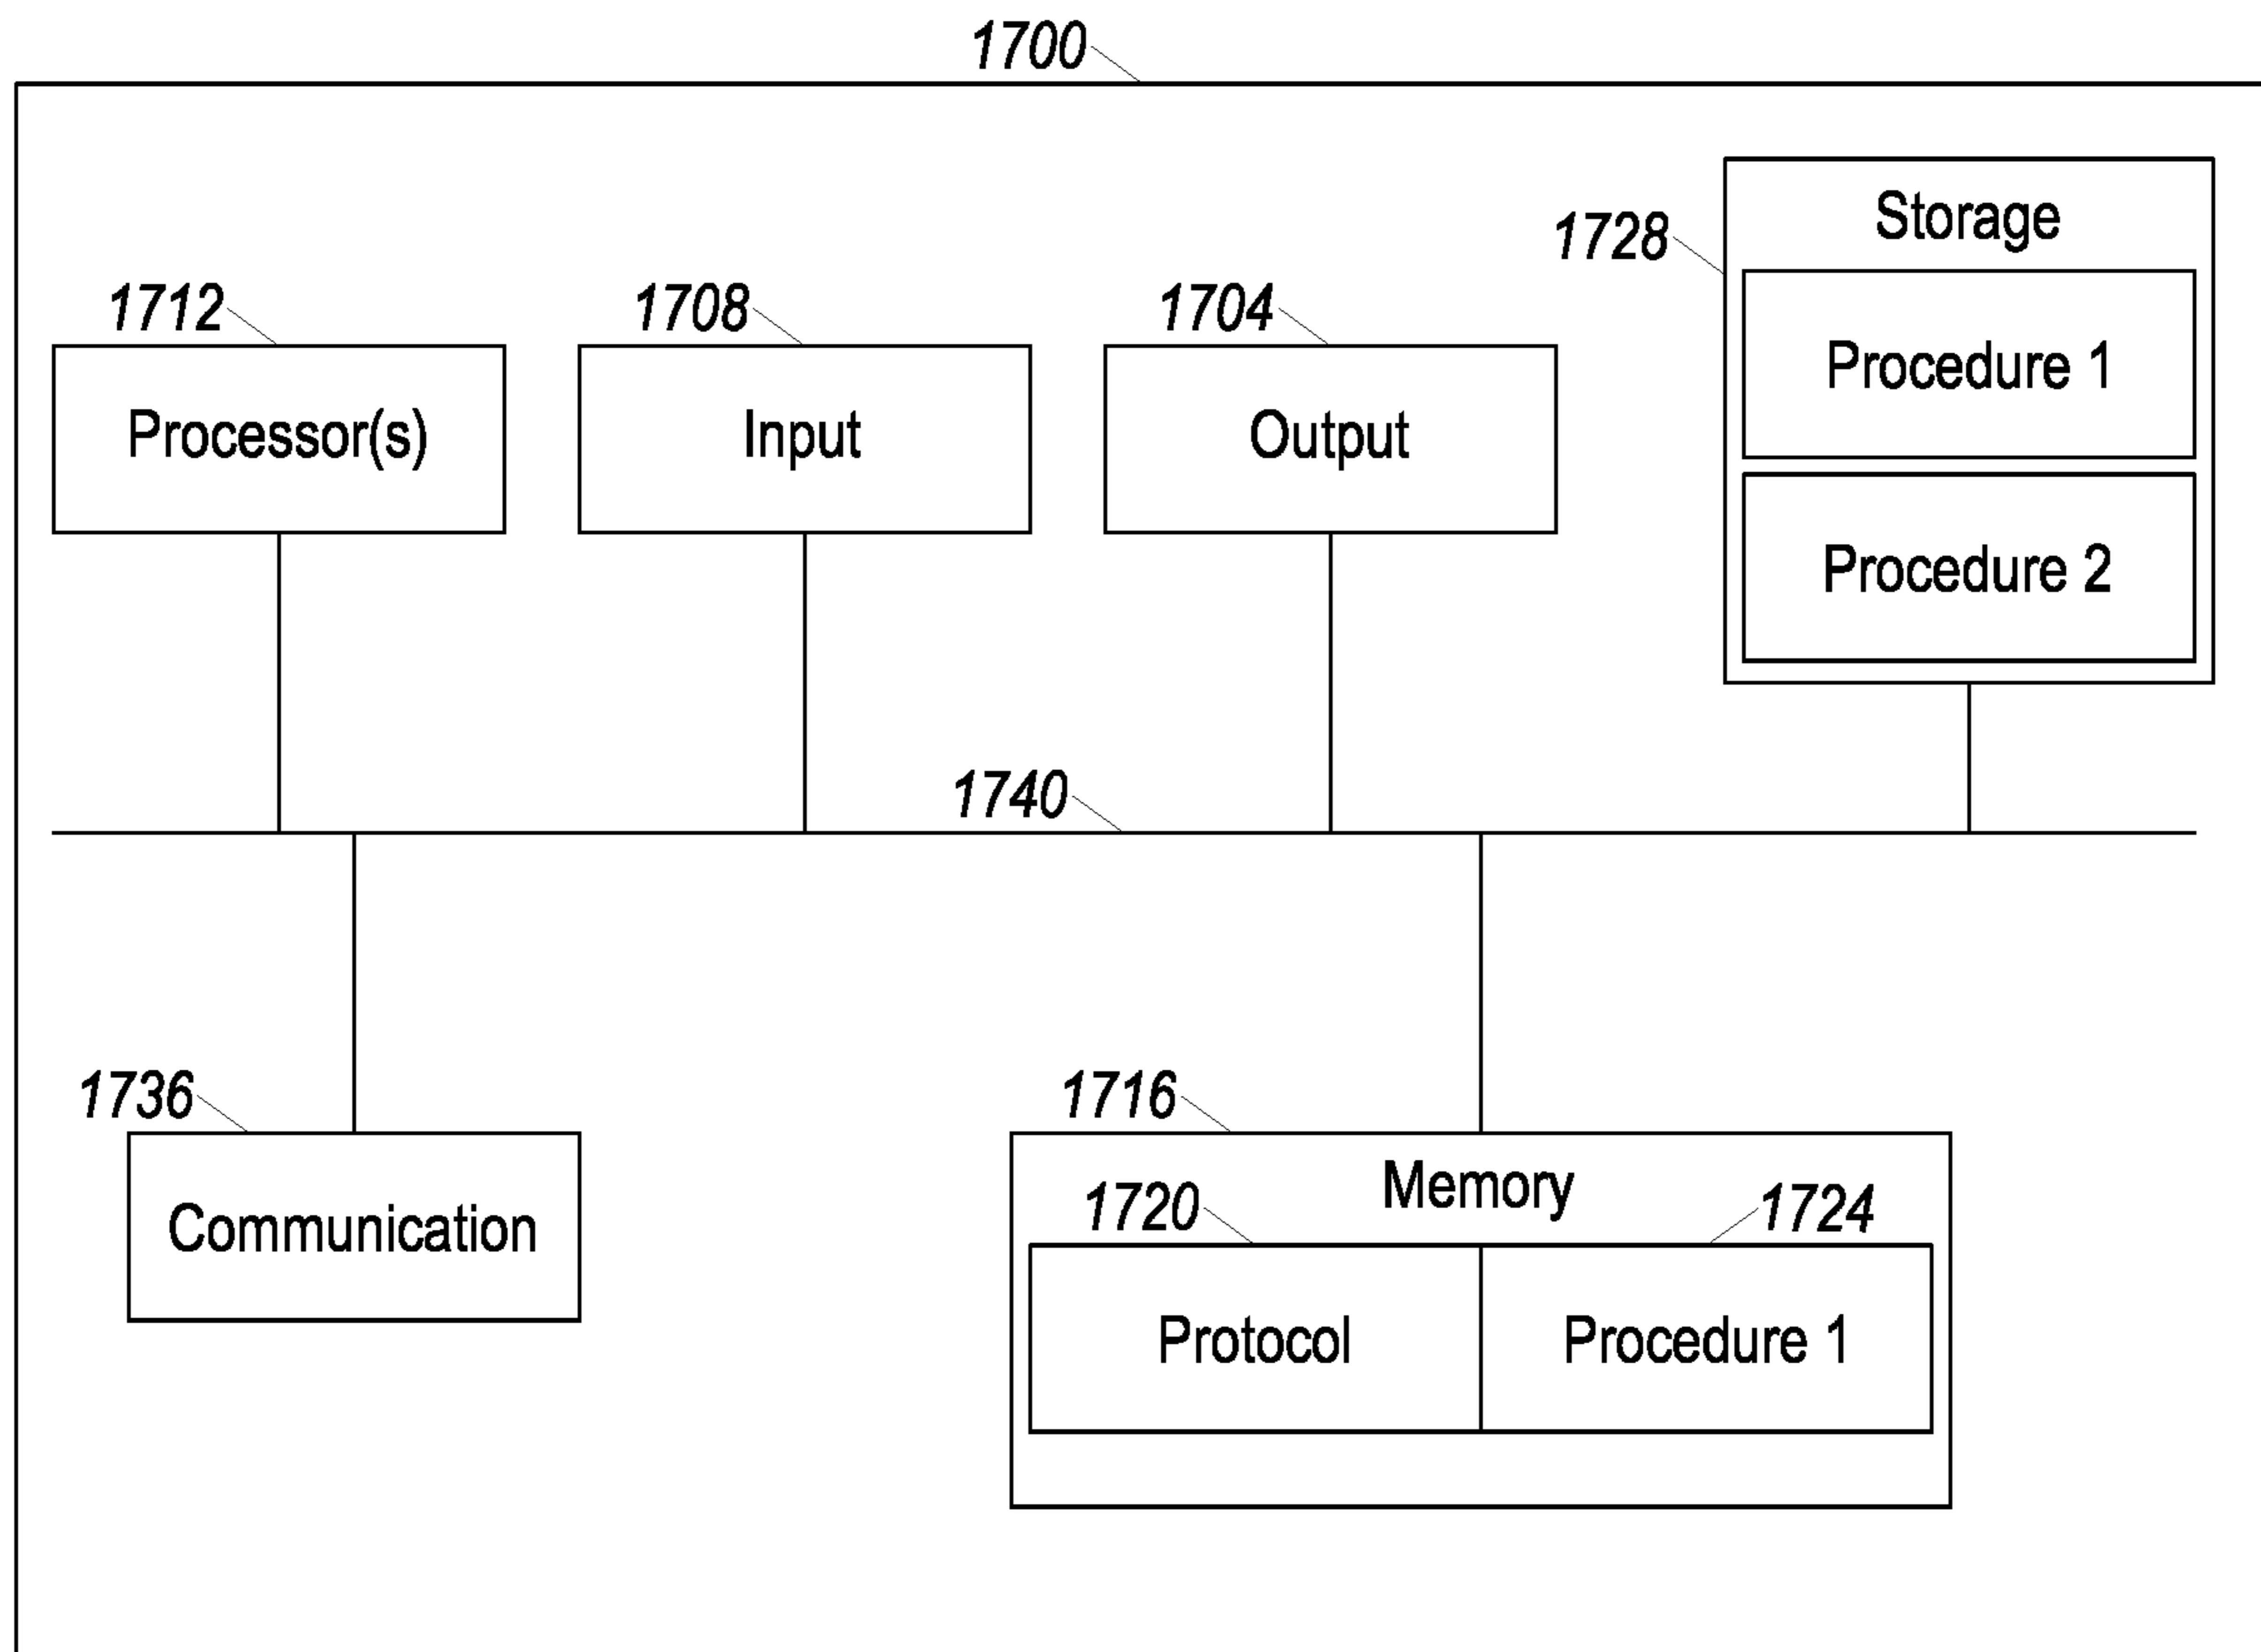 1700
Storage
1728
Procedure 1
1712
1708
1704
Processor(s)
Input
Output
Procedure 2
1740
1736
1716
Memory
1720
1724
Communication
Protocol
Procedure 1